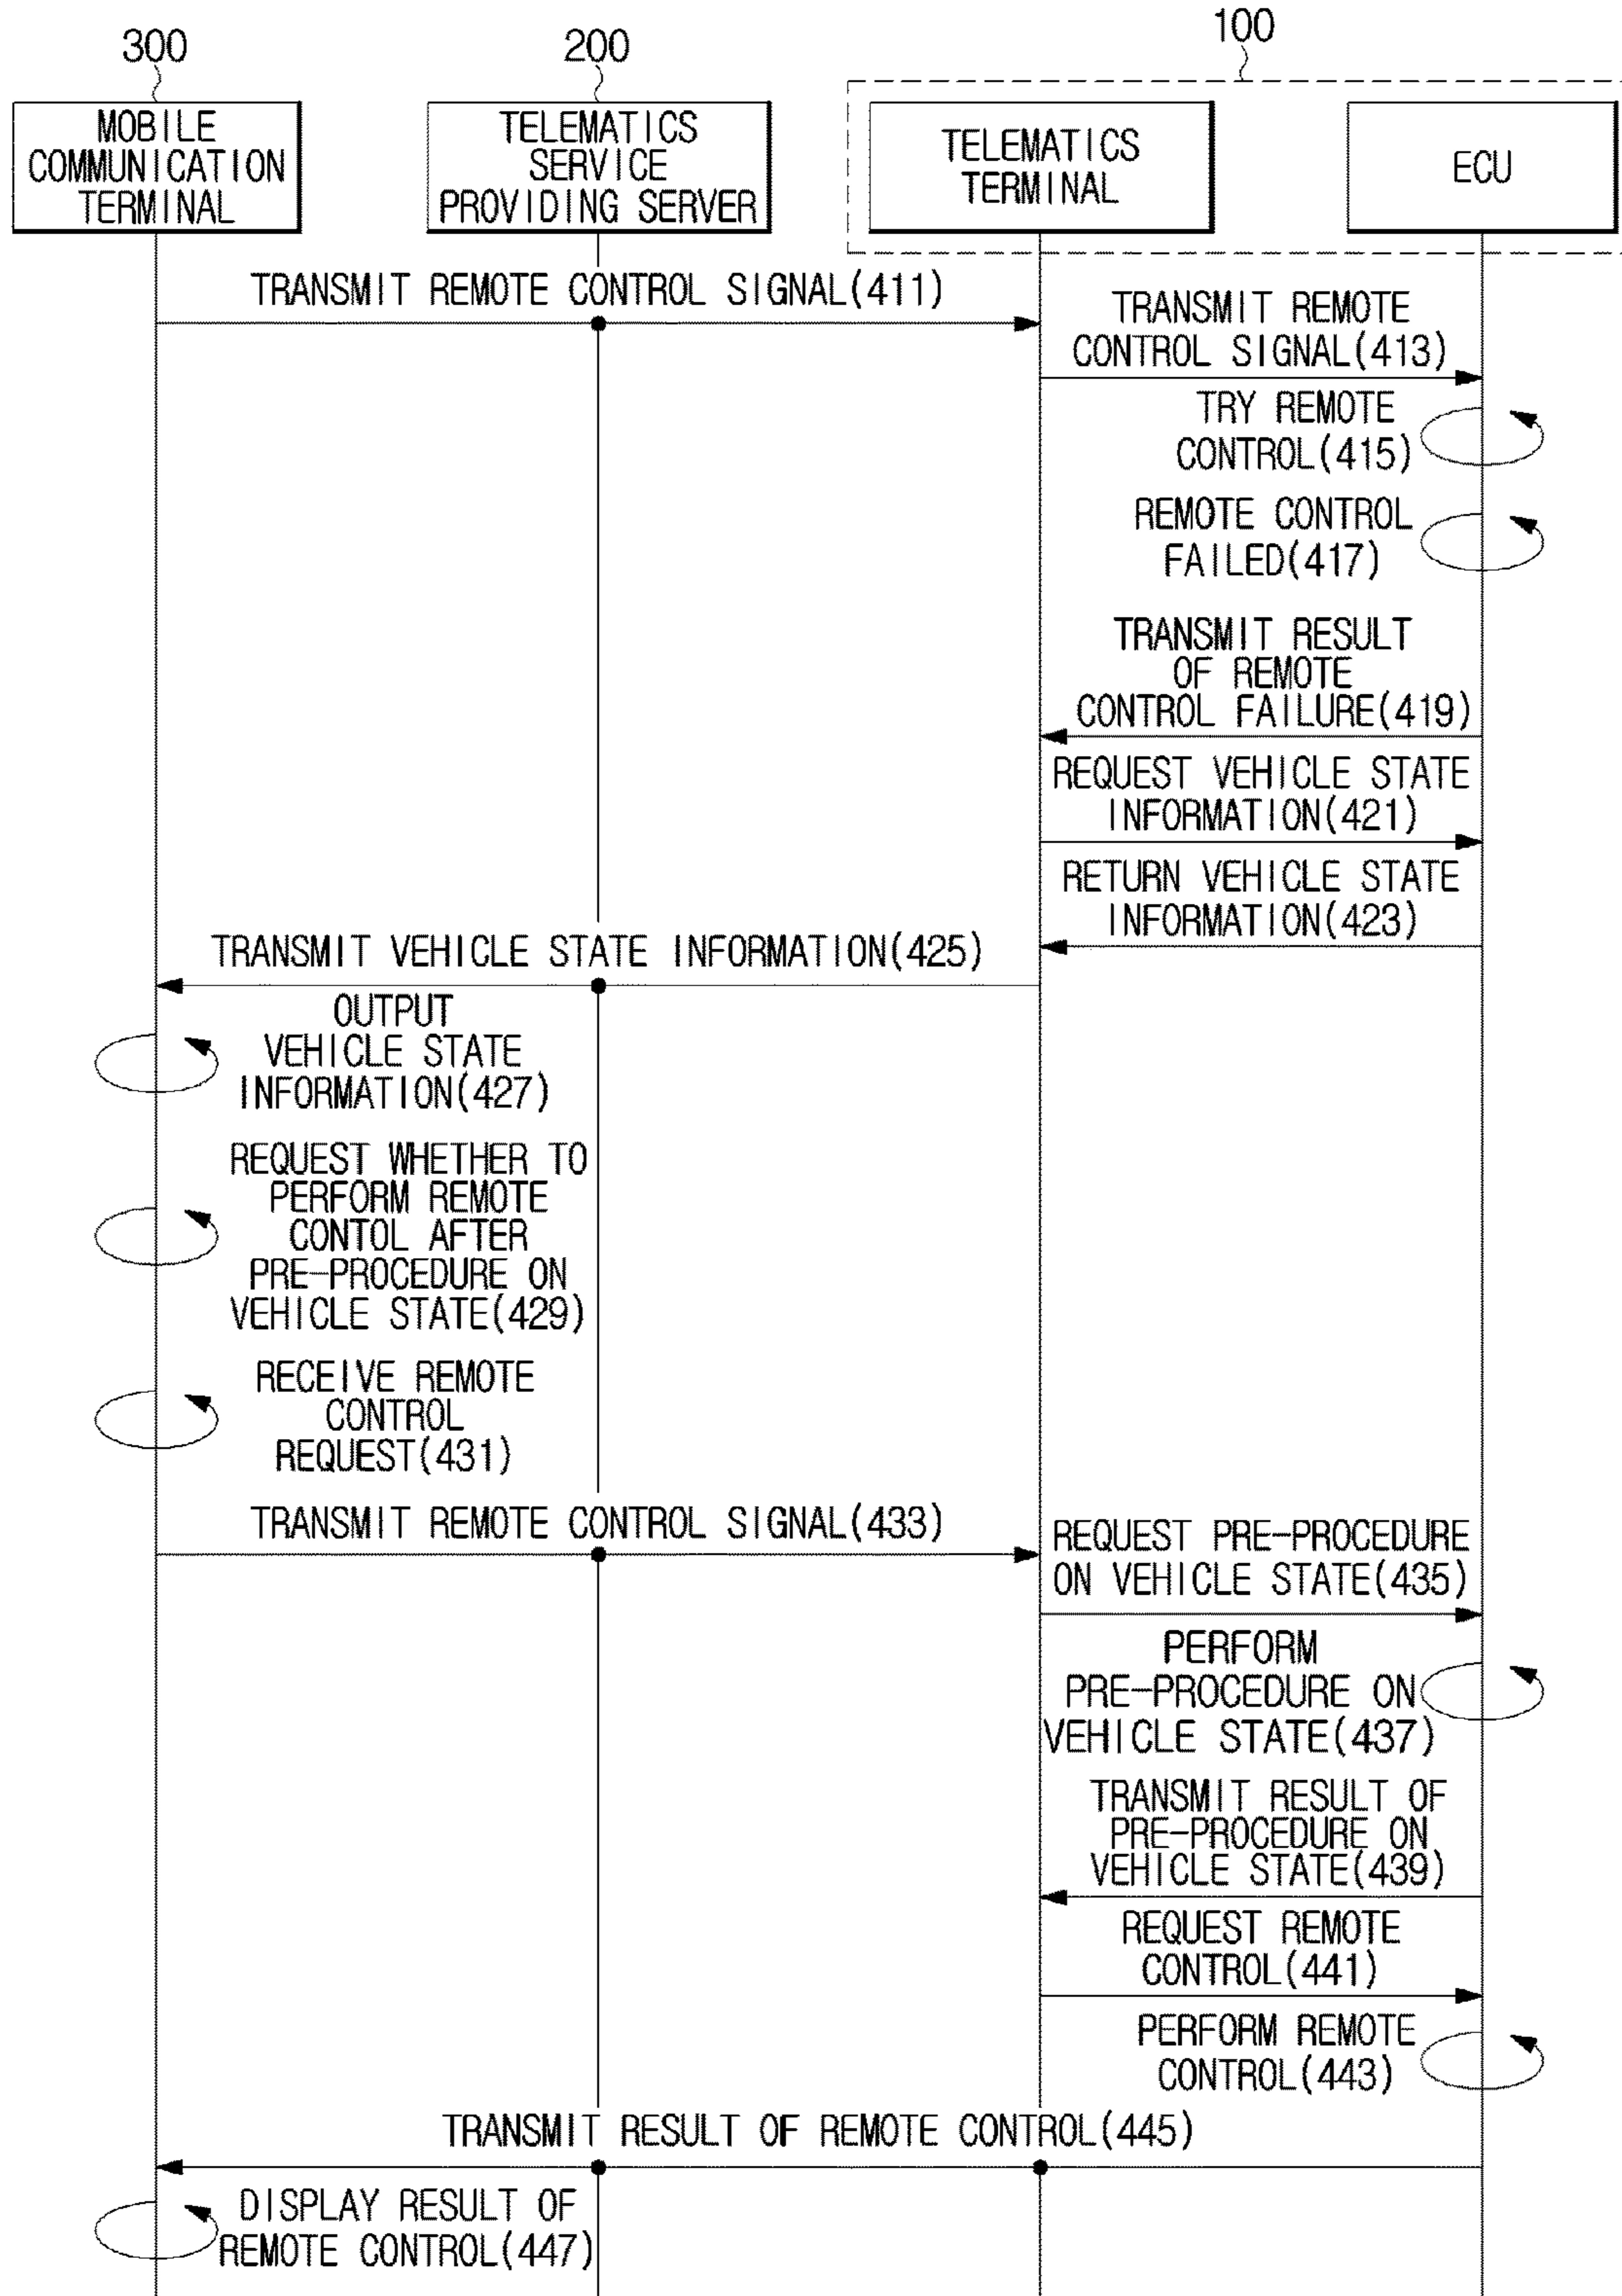 300
200
100
MOBILE
COMMUNICATION
TERMINAL
TELEMATICS
SERVICE
PROVIDING SERVER
TELEMATICS
TERMINAL
ECU
TRANSMIT REMOTE CONTROL SIGNAL(411)
TRANSMIT REMOTE
CONTROL SIGNAL(413)
TRY REMOTE
CONTROL(415)
REMOTE CONTROL
FAILED(417)
TRANSMIT RESULT
OF REMOTE
CONTROL FAILURE(419)
REQUEST VEHICLE STATE
INFORMATION(421)
RETURN VEHICLE STATE
INFORMATION(423)
TRANSMIT VEHICLE STATE INFORMATION(425)
OUTPUT
VEHICLE STATE
INFORMATION(427)
REQUEST WHETHER TO
PERFORM REMOTE
CONTOL AFTER
PRE-PROCEDURE ON
VEHICLE STATE(429)
RECEIVE REMOTE
CONTROL
REQUEST(431)
TRANSMIT REMOTE CONTROL SIGNAL(433)
REQUEST PRE-PROCEDURE
ON VEHICLE STATE(435)
PERFORM
PRE-PROCEDURE ON
VEHICLE STATE(437)
TRANSMIT RESULT OF
PRE-PROCEDURE ON
VEHICLE STATE(439)
REQUEST REMOTE
CONTROL(441)
PERFORM REMOTE
CONTROL(443)
TRANSMIT RESULT OF REMOTE CONTROL(445)
DISPLAY RESULT OF
REMOTE CONTROL(447)